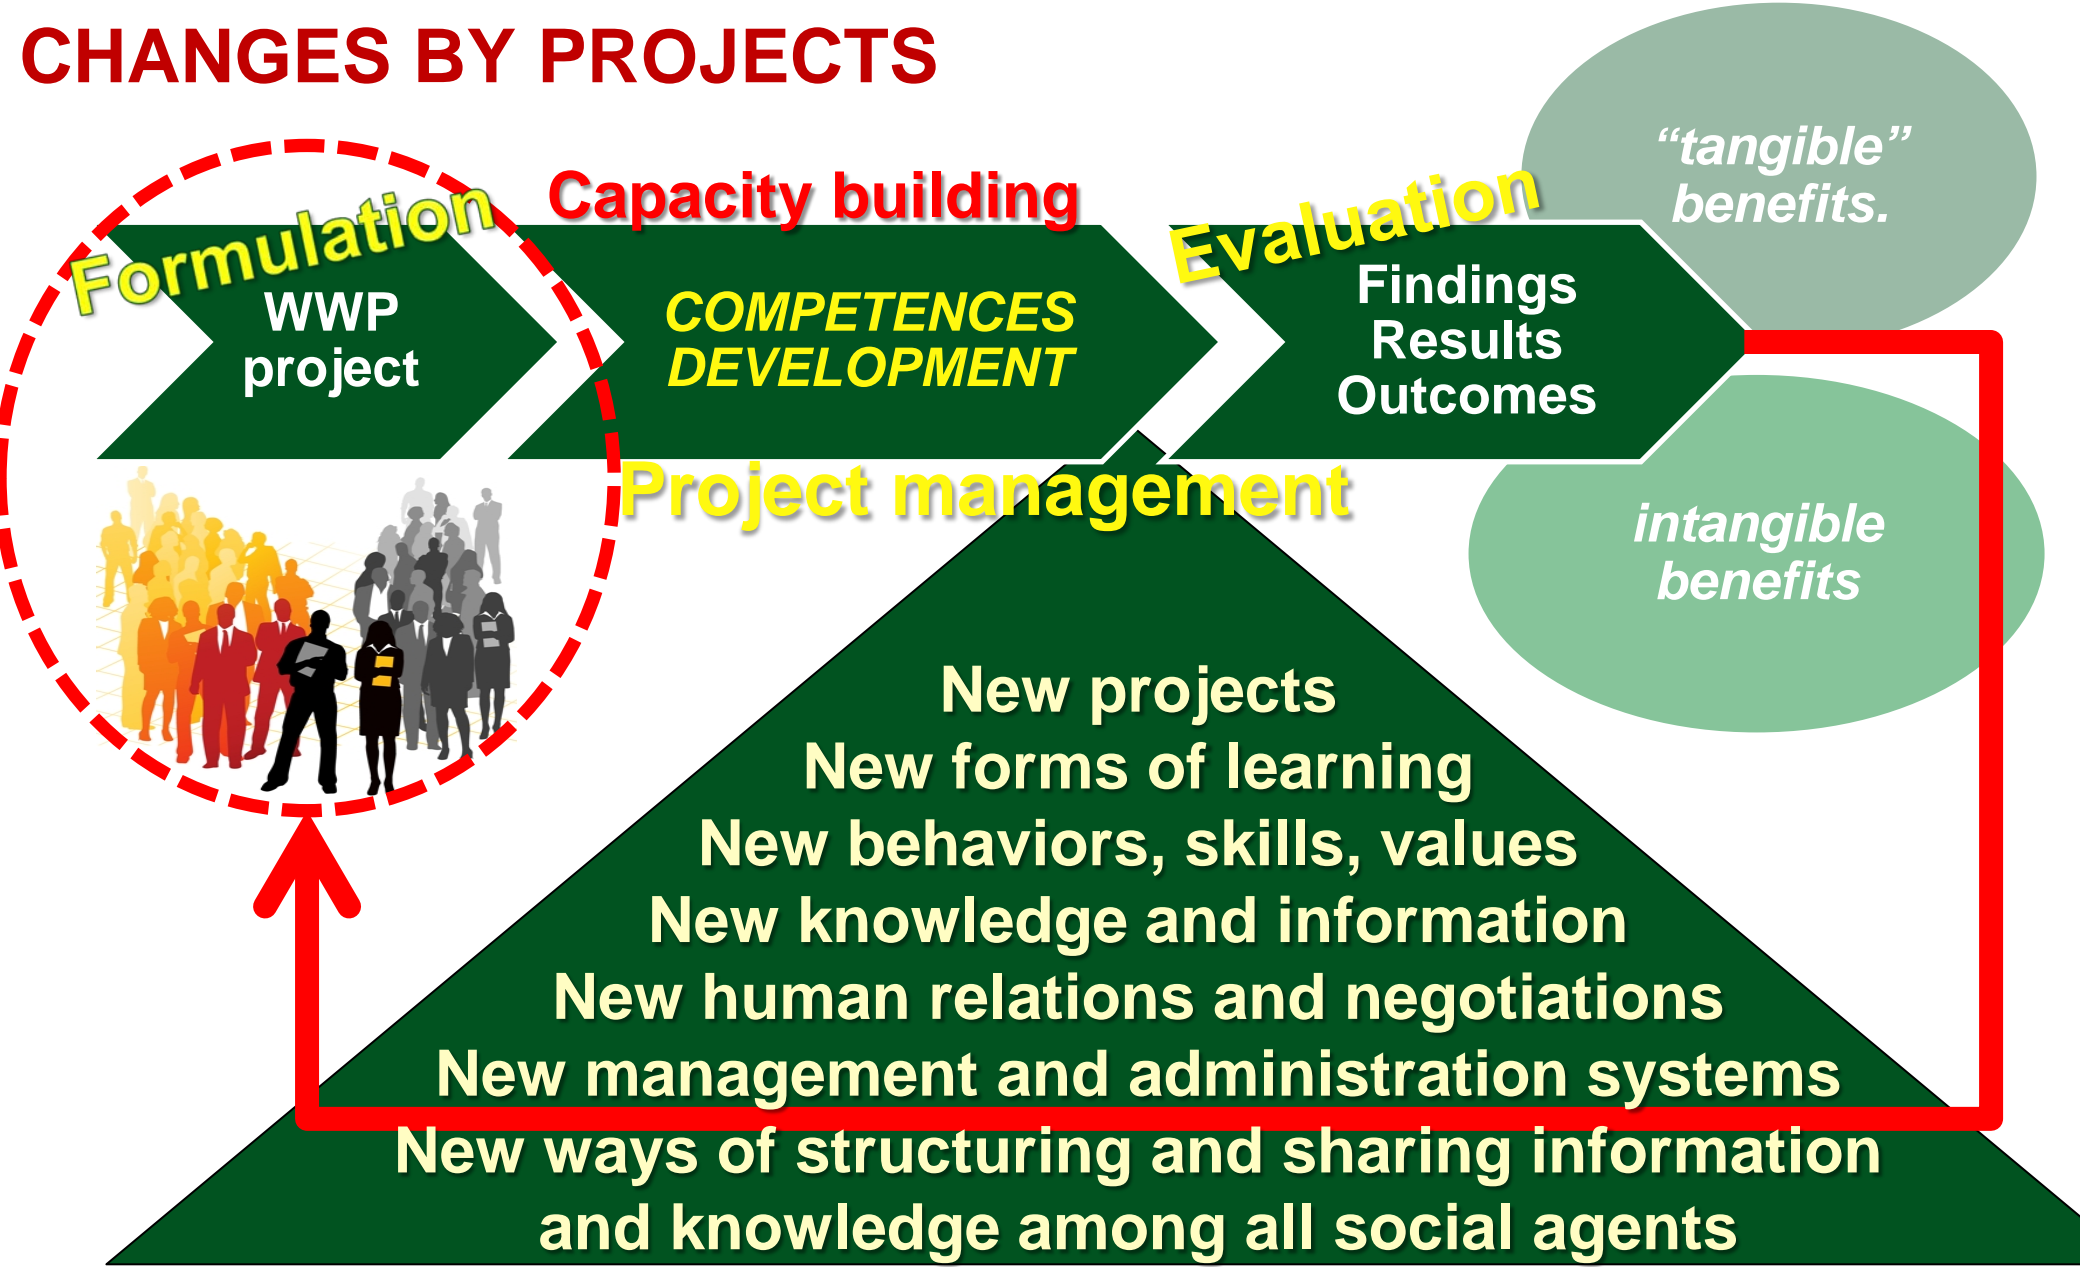 CHANGES BY PROJECTS
Formulation
WWP
project
Capacity building
COMPETENCES
DEVELOPMENT
Project management
Evaluation
Findings
Results
Outcomes
“tangible”
benefits.
intangible
benefits
New projects
New forms of learning
New behaviors, skills, values
New knowledge and information
New human relations and negotiations
New management and administration systems
New ways of structuring and sharing information
and knowledge among all social agents